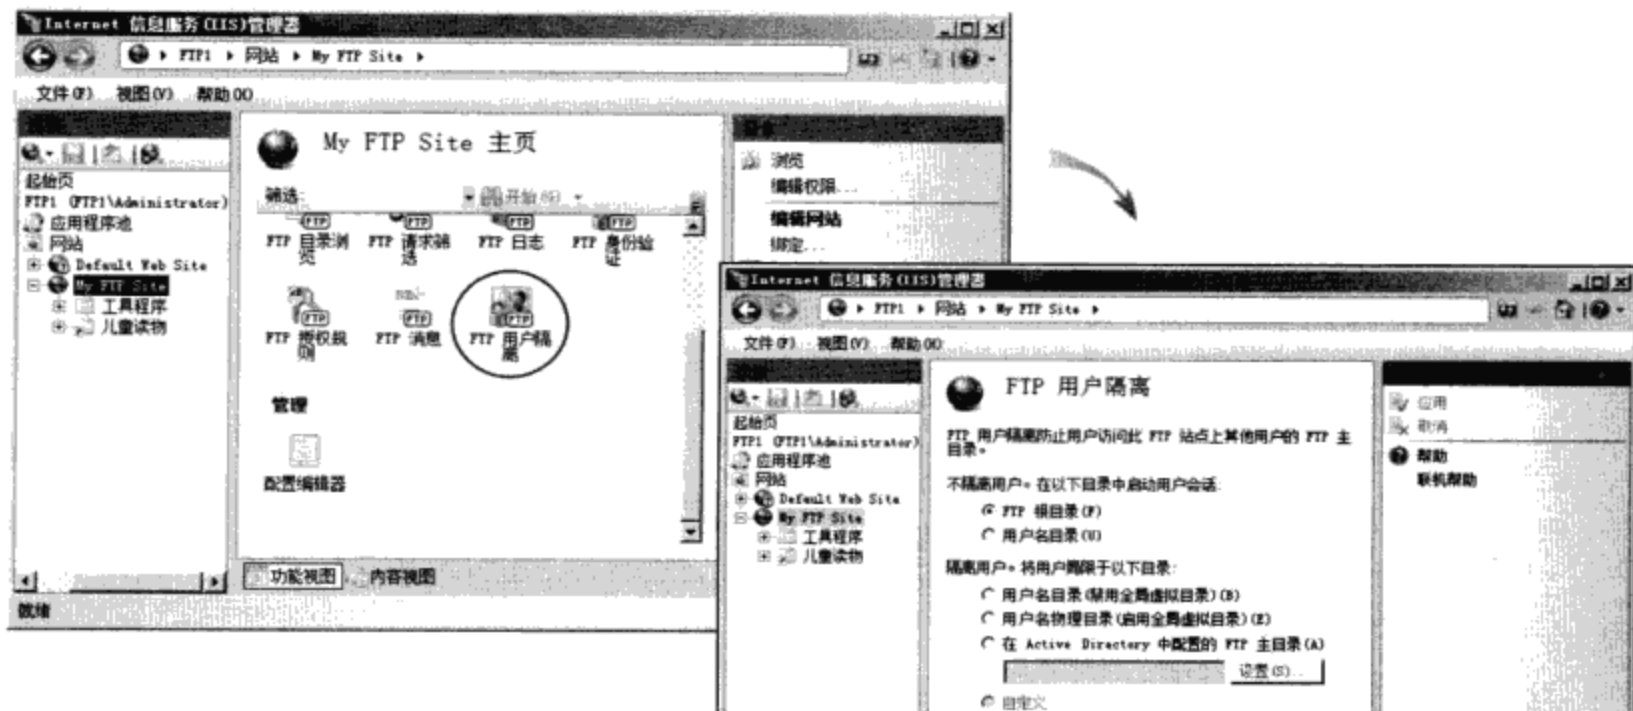 Internet 信息服务(IIS)管理器
FTP1 网站 My FTP Site
文件(F) 视图(V) 帮助(H)
起始页
FTP1 (FTP1\Administrator)
应用程序池
网站
Default Web Site
My FTP Site
工具程序
儿童读物
就绪
My FTP Site 主页
筛选:
开始(G)
FTP 目录浏览
FTP 请求筛选
FTP 日志
FTP 身份验证
FTP 授权规则
FTP 消息
FTP 用户隔离
管理
配置编辑器
功能视图
内容视图
浏览
编辑权限...
编辑网站
绑定...
Internet 信息服务(IIS)管理器
FTP1 网站 My FTP Site
文件(F) 视图(V) 帮助(H)
起始页
FTP1 (FTP1\Administrator)
应用程序池
网站
Default Web Site
My FTP Site
工具程序
儿童读物
FTP 用户隔离
FTP 用户隔离防止用户访问此 FTP 站点上其他用户的 FTP 主
目录。
不隔离用户。在以下目录中启动用户会话:
FTP 根目录(F)
用户名目录(U)
隔离用户。将用户局限于以下目录:
用户名目录(禁用全局虚拟目录)(B)
用户名物理目录(启用全局虚拟目录)(E)
在 Active Directory 中配置的 FTP 主目录(A)
设置(S)...
自定义
应用
取消
帮助
联机帮助